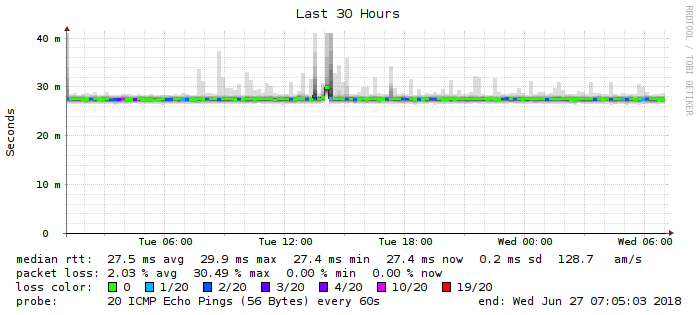 Last 30 Hours
RRDTOOL / TOBI OETIKER
Seconds
40 m
30 m
20 m
10 m
0
Tue 06:00 Tue 12:00 Tue 18:00 Wed 00:00 Wed 06:00
median rtt: 27.5 ms avg 29.9 ms max 27.4 ms min 27.4 ms now 0.2 ms sd 128.7 am/s
packet loss: 2.03 % avg 30.49 % max 0.00 % min 0.00 % now
loss color: 0 1/20 2/20 3/20 4/20 10/20 19/20
probe: 20 ICMP Echo Pings (56 Bytes) every 60s end: Wed Jun 27 07:05:03 2018